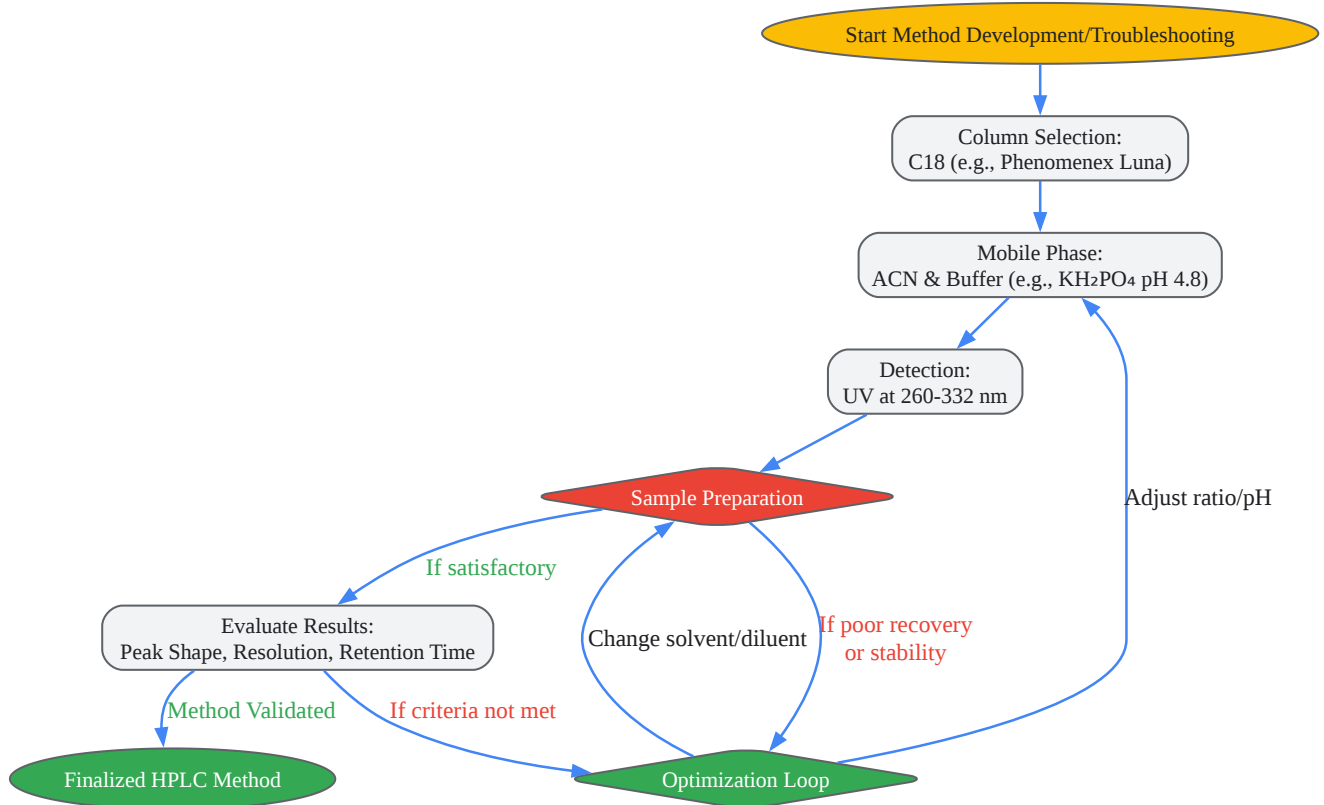 Start Method Development/Troubleshooting
Column Selection:
C18 (e.g., Phenomenex Luna)
Mobile Phase:
ACN & Buffer (e.g., KH₂PO₄ pH 4.8)
Detection:
UV at 260-332 nm
Sample Preparation
Adjust ratio/pH
If satisfactory
Evaluate Results:
Peak Shape, Resolution, Retention Time
Change solvent/diluent
If poor recovery
or stability
Method Validated
If criteria not met
Finalized HPLC Method
Optimization Loop